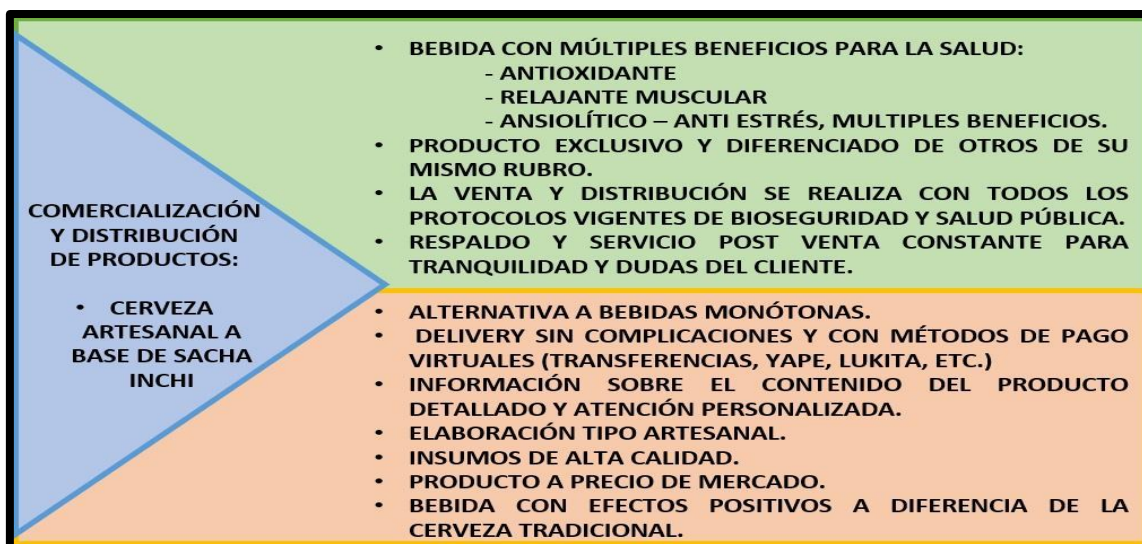 COMERCIALIZACIÓN
Y DISTRIBUCIÓN
DE PRODUCTOS:
• CERVEZA
ARTESANAL A
BASE DE SACHA
INCHI
• BEBIDA CON MÚLTIPLES BENEFICIOS PARA LA SALUD:
- ANTIOXIDANTE
- RELAJANTE MUSCULAR
- ANSIOLÍTICO – ANTI ESTRÉS, MULTIPLES BENEFICIOS.
• PRODUCTO EXCLUSIVO Y DIFERENCIADO DE OTROS DE SU
MISMO RUBRO.
• LA VENTA Y DISTRIBUCIÓN SE REALIZA CON TODOS LOS
PROTOCOLOS VIGENTES DE BIOSEGURIDAD Y SALUD PÚBLICA.
• RESPALDO Y SERVICIO POST VENTA CONSTANTE PARA
TRANQUILIDAD Y DUDAS DEL CLIENTE.
• ALTERNATIVA A BEBIDAS MONÓTONAS.
• DELIVERY SIN COMPLICACIONES Y CON MÉTODOS DE PAGO
VIRTUALES (TRANSFERENCIAS, YAPE, LUKITA, ETC.)
• INFORMACIÓN SOBRE EL CONTENIDO DEL PRODUCTO
DETALLADO Y ATENCIÓN PERSONALIZADA.
• ELABORACIÓN TIPO ARTESANAL.
• INSUMOS DE ALTA CALIDAD.
• PRODUCTO A PRECIO DE MERCADO.
• BEBIDA CON EFECTOS POSITIVOS A DIFERENCIA DE LA
CERVEZA TRADICIONAL.